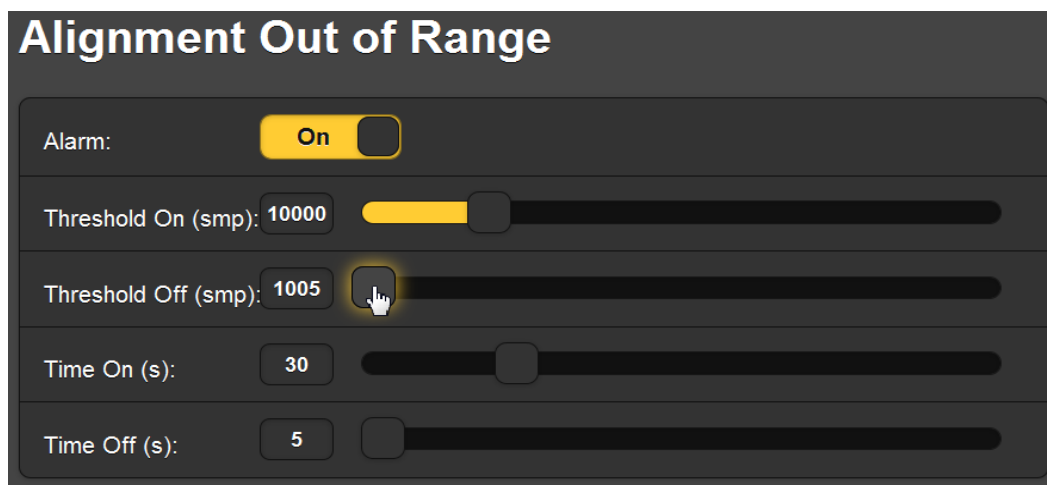 Alignment Out of Range
Alarm: On
Threshold On (smp): 10000
Threshold Off (smp): 1005
Time On (s): 30
Time Off (s): 5